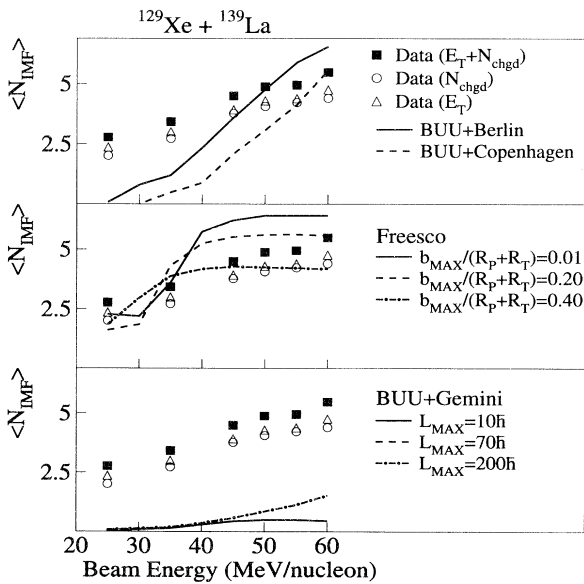 ¹²⁹Xe + ¹³⁹La
<N_IMF>
5
2.5
Data (E_T+N_chgd)
Data (N_chgd)
Data (E_T)
BUU+Berlin
BUU+Copenhagen
<N_IMF>
5
2.5
Freesco
b_MAX/(R_P+R_T)=0.01
b_MAX/(R_P+R_T)=0.20
b_MAX/(R_P+R_T)=0.40
<N_IMF>
5
2.5
BUU+Gemini
L_MAX=10ħ
L_MAX=70ħ
L_MAX=200ħ
20 30 40 50 60
Beam Energy (MeV/nucleon)